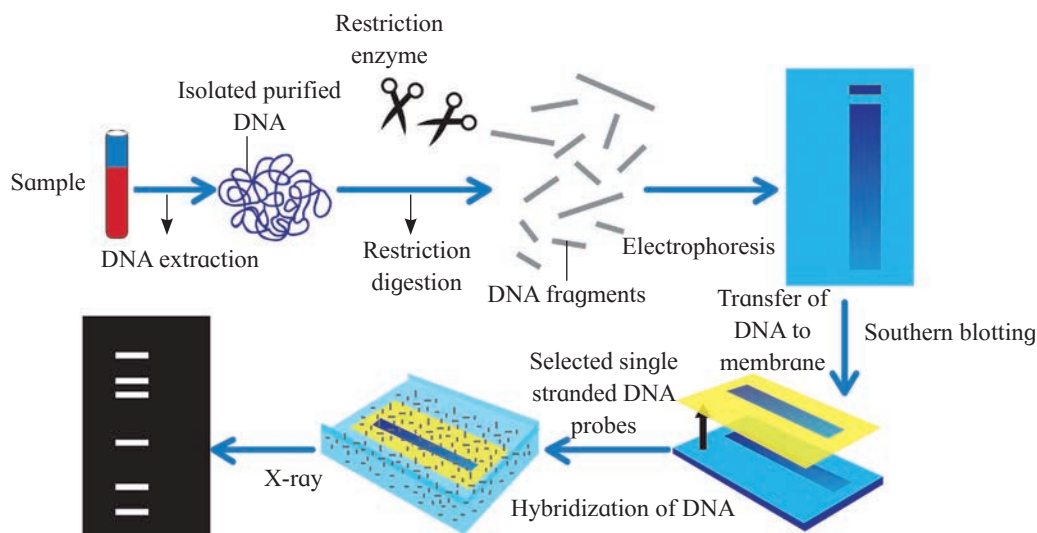 Restriction
enzyme
Isolated purified
DNA
Sample
DNA extraction
Restriction
digestion
DNA fragments
Electrophoresis
Transfer of
DNA to
membrane
Southern blotting
Selected single
stranded DNA
probes
Hybridization of DNA
X-ray